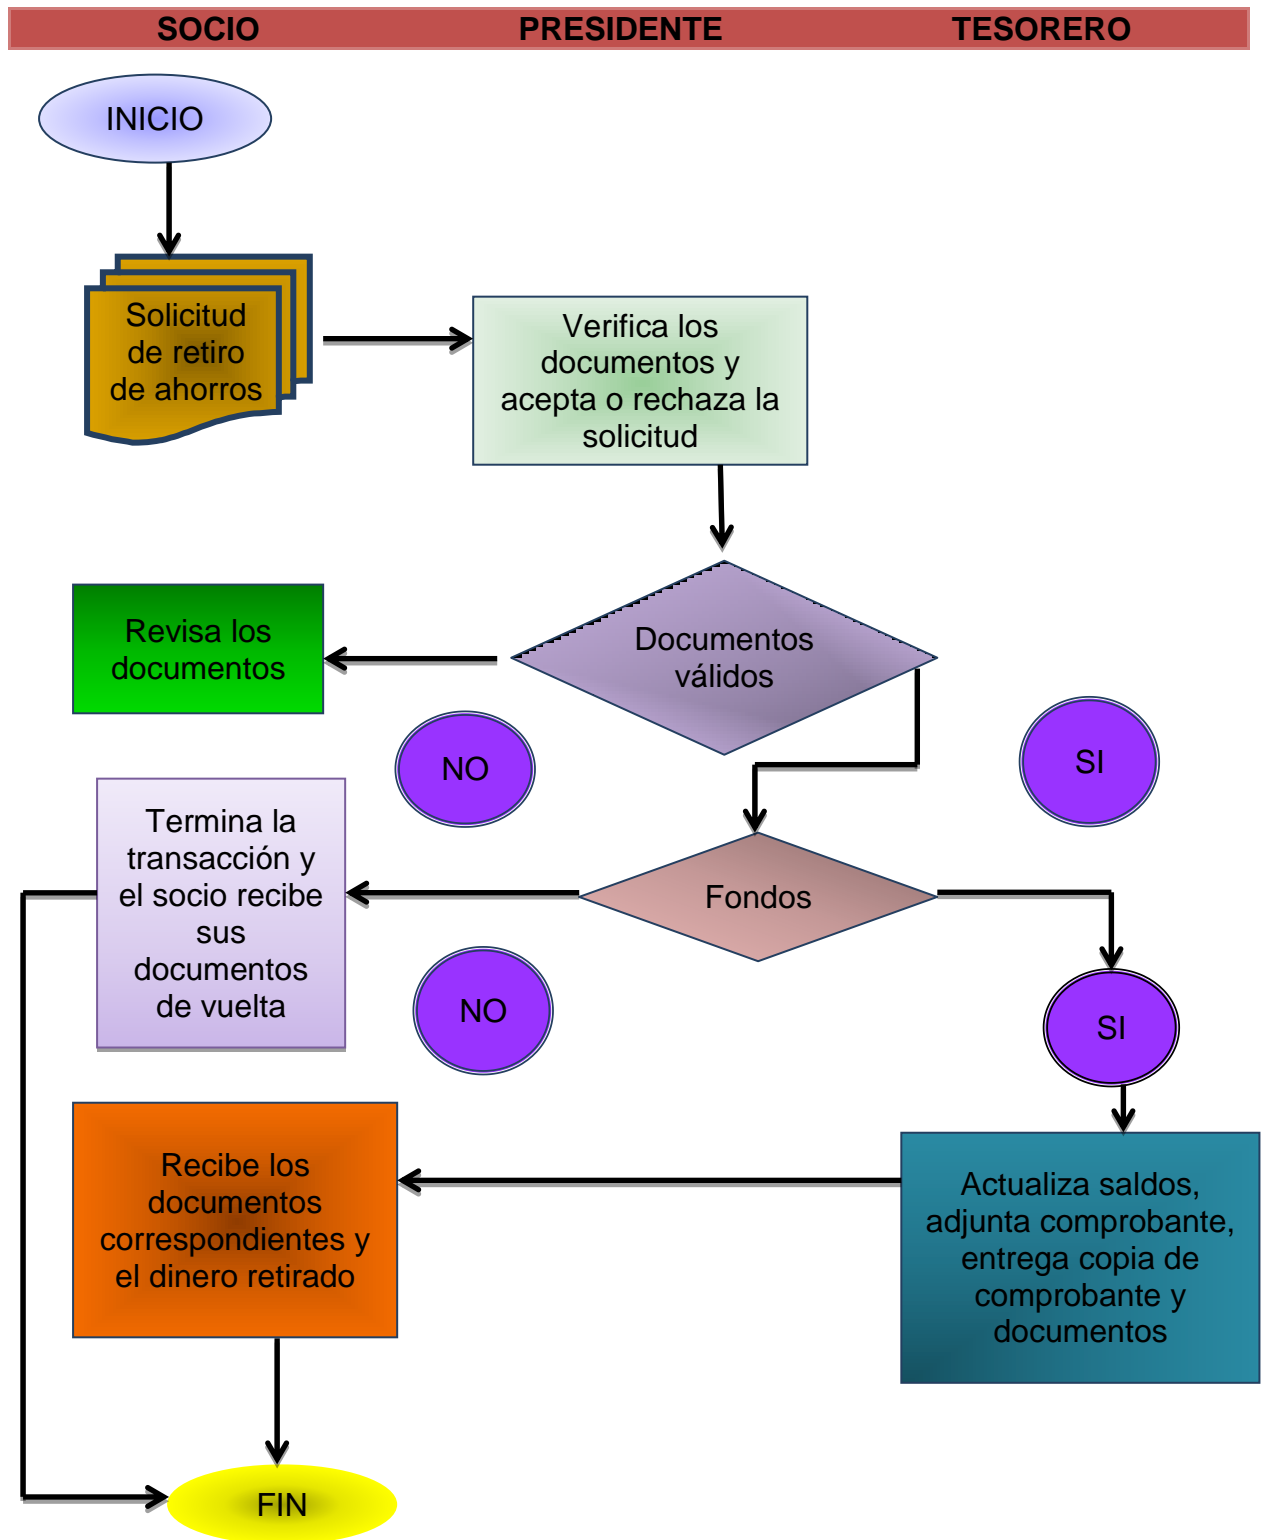 SOCIO PRESIDENTE TESORERO
INICIO
Solicitud
de retiro
de ahorros
Verifica los
documentos y
acepta o rechaza la
solicitud
Revisa los
documentos
Documentos
válidos
NO
SI
Termina la
transacción y
el socio recibe
sus
documentos
de vuelta
Fondos
NO
SI
Recibe los
documentos
correspondientes y
el dinero retirado
Actualiza saldos,
adjunta comprobante,
entrega copia de
comprobante y
documentos
FIN